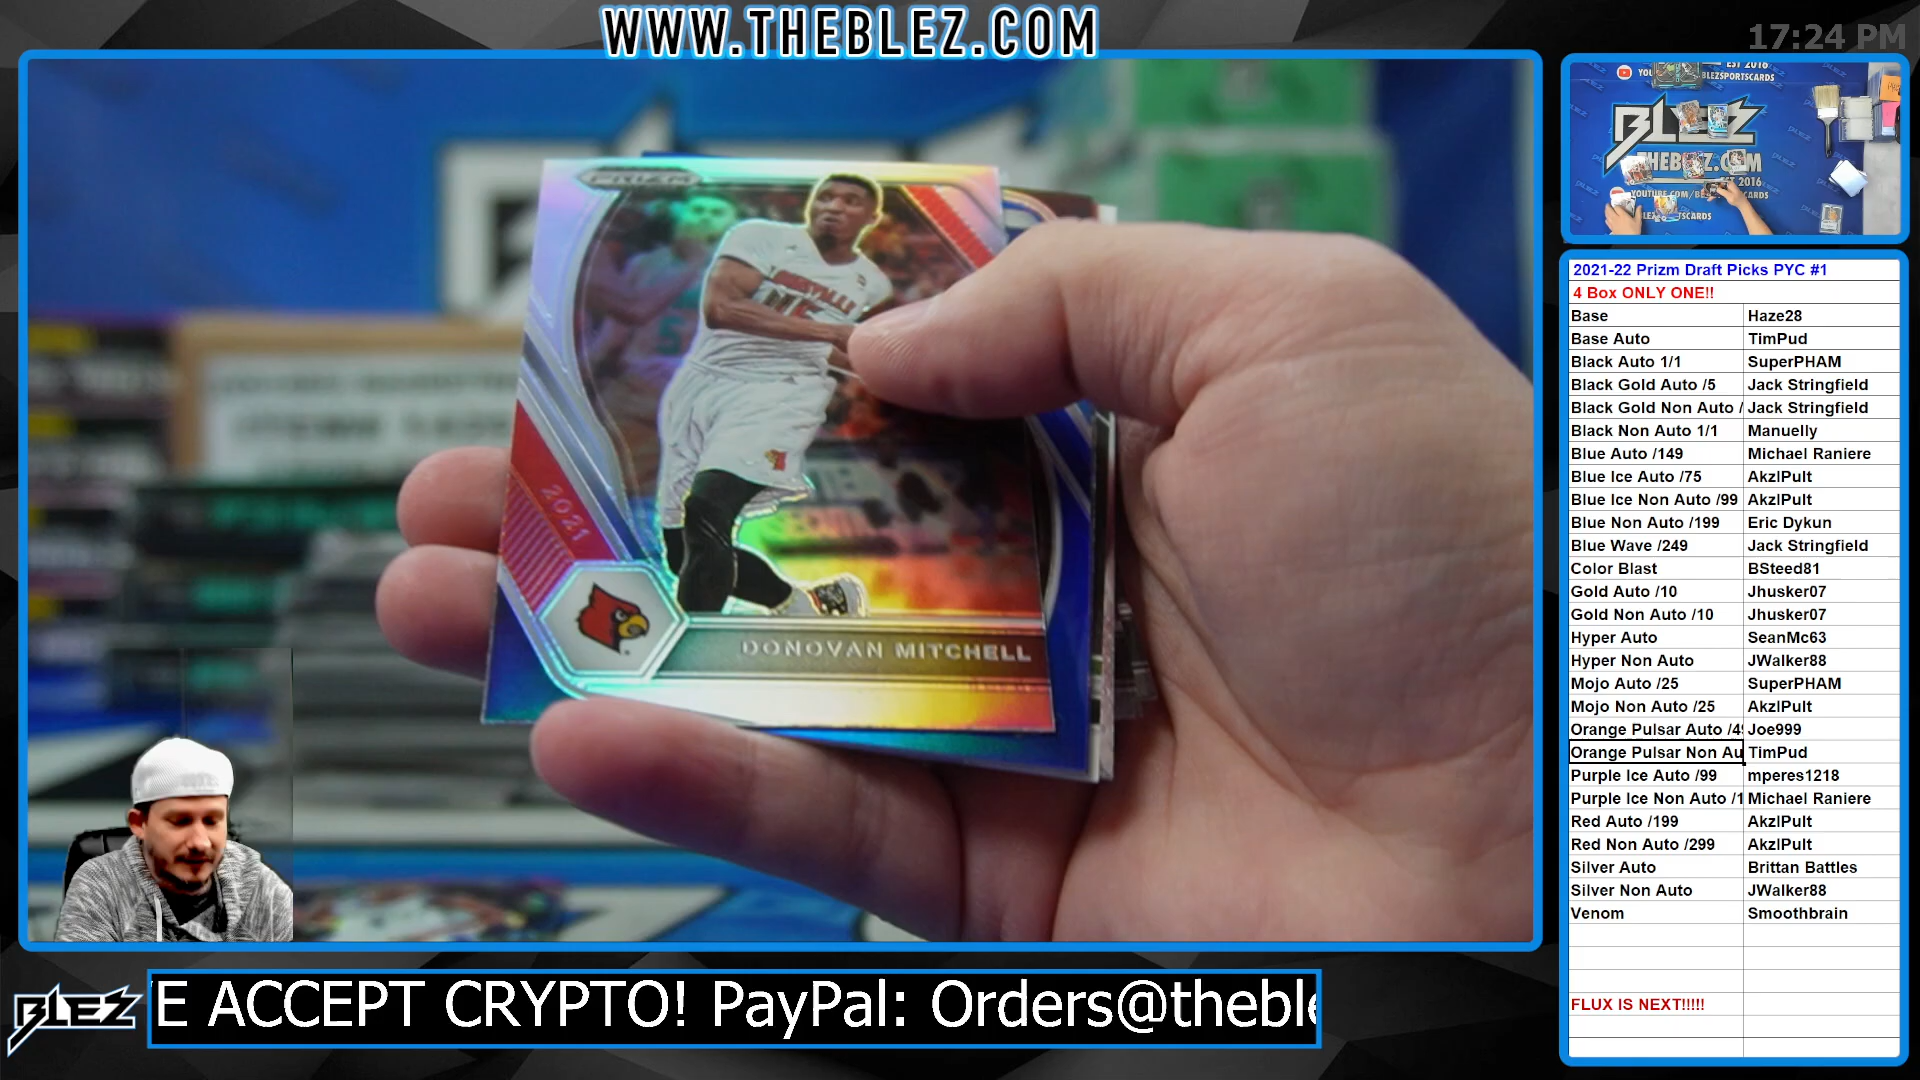 WWW.THEBLEZ.COM
17:24 PM
PRIZM
2021
DONOVAN MITCHELL
EST 2016
BLEZSPORTSCARDS
BLEZ
THEBLEZ.COM
2021-22 Prizm Draft Picks PYC #1
4 Box ONLY ONE!!
Base Haze28
Base Auto TimPud
Black Auto 1/1 SuperPHAM
Black Gold Auto /5 Jack Stringfield
Black Gold Non Auto / Jack Stringfield
Black Non Auto 1/1 Manuelly
Blue Auto /149 Michael Raniere
Blue Ice Auto /75 AkzlPult
Blue Ice Non Auto /99 AkzlPult
Blue Non Auto /199 Eric Dykun
Blue Wave /249 Jack Stringfield
Color Blast BSteed81
Gold Auto /10 Jhusker07
Gold Non Auto /10 Jhusker07
Hyper Auto SeanMc63
Hyper Non Auto JWalker88
Mojo Auto /25 SuperPHAM
Mojo Non Auto /25 AkzlPult
Orange Pulsar Auto /4 Joe999
Orange Pulsar Non Au TimPud
Purple Ice Auto /99 mperes1218
Purple Ice Non Auto /1 Michael Raniere
Red Auto /199 AkzlPult
Red Non Auto /299 AkzlPult
Silver Auto Brittan Battles
Silver Non Auto JWalker88
Venom Smoothbrain
FLUX IS NEXT!!!!!
BLEZ
E ACCEPT CRYPTO! PayPal: Orders@theble